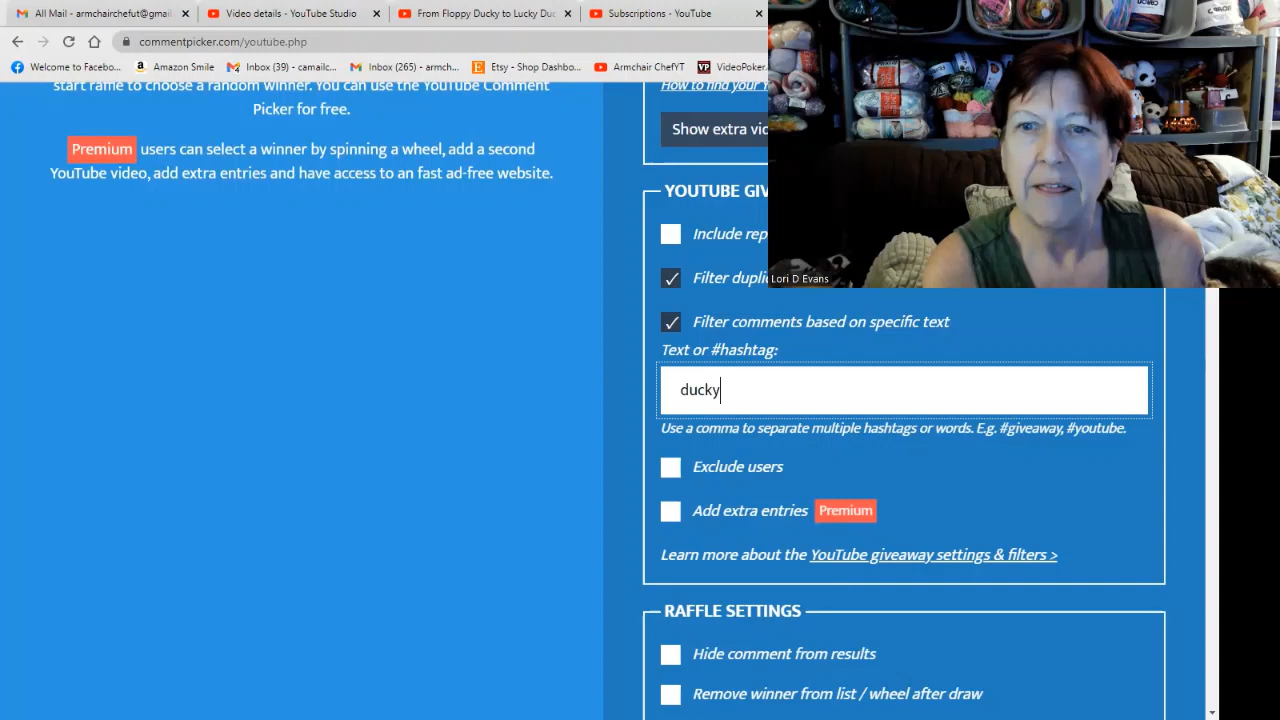 All Mail - armchairchefut@gmail
Video details - YouTube Studio
From Floppy Ducky to Lucky Duc
Subscriptions - YouTube
commentpicker.com/youtube.php
Welcome to Facebo...
Amazon Smile
Inbox (39) - camailc...
Inbox (265) - armch...
Etsy - Shop Dashbo...
Armchair ChefYT
VideoPoker.
start raffle to choose a random winner. You can use the YouTube Comment
Picker for free.
Premium users can select a winner by spinning a wheel, add a second
YouTube video, add extra entries and have access to an fast ad-free website.
How to find your Y
Show extra vid
YOUTUBE GIV
Include rep
Filter duplic
Filter comments based on specific text
Text or #hashtag:
ducky
Use a comma to separate multiple hashtags or words. E.g. #giveaway, #youtube.
Exclude users
Add extra entries Premium
Learn more about the YouTube giveaway settings & filters >
RAFFLE SETTINGS
Hide comment from results
Remove winner from list / wheel after draw
Lori D Evans